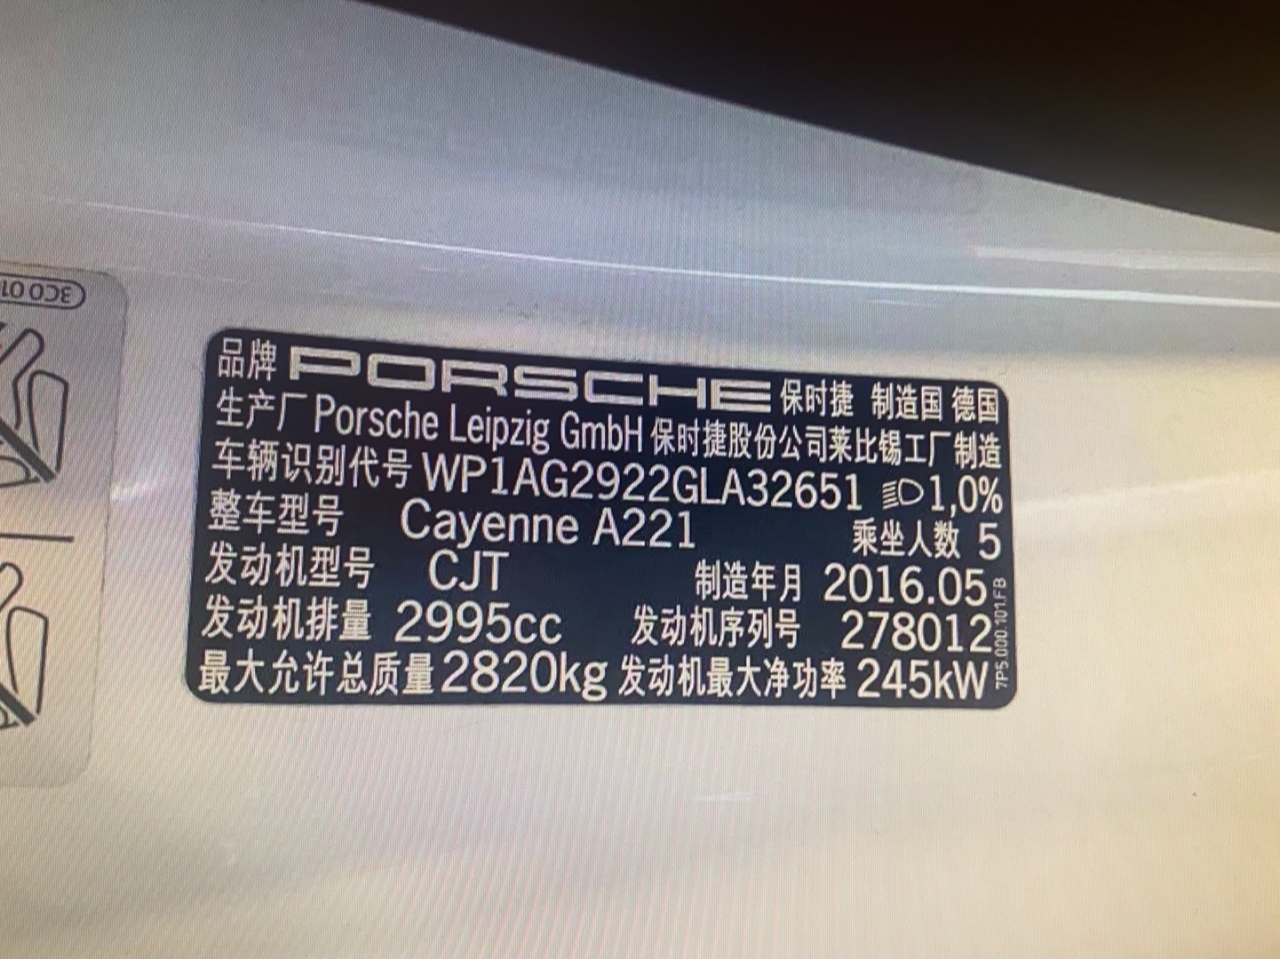 3C0 010
品牌 PORSCHE 保时捷 制造国 德国
生产厂 Porsche Leipzig GmbH 保时捷股份公司莱比锡工厂制造
车辆识别代号 WP1AG2922GLA32651 1,0%
整车型号 Cayenne A221 乘坐人数 5
发动机型号 CJT 制造年月 2016.05
发动机排量 2995cc 发动机序列号 278012
最大允许总质量 2820kg 发动机最大净功率 245kW
7P5.000.101.FB